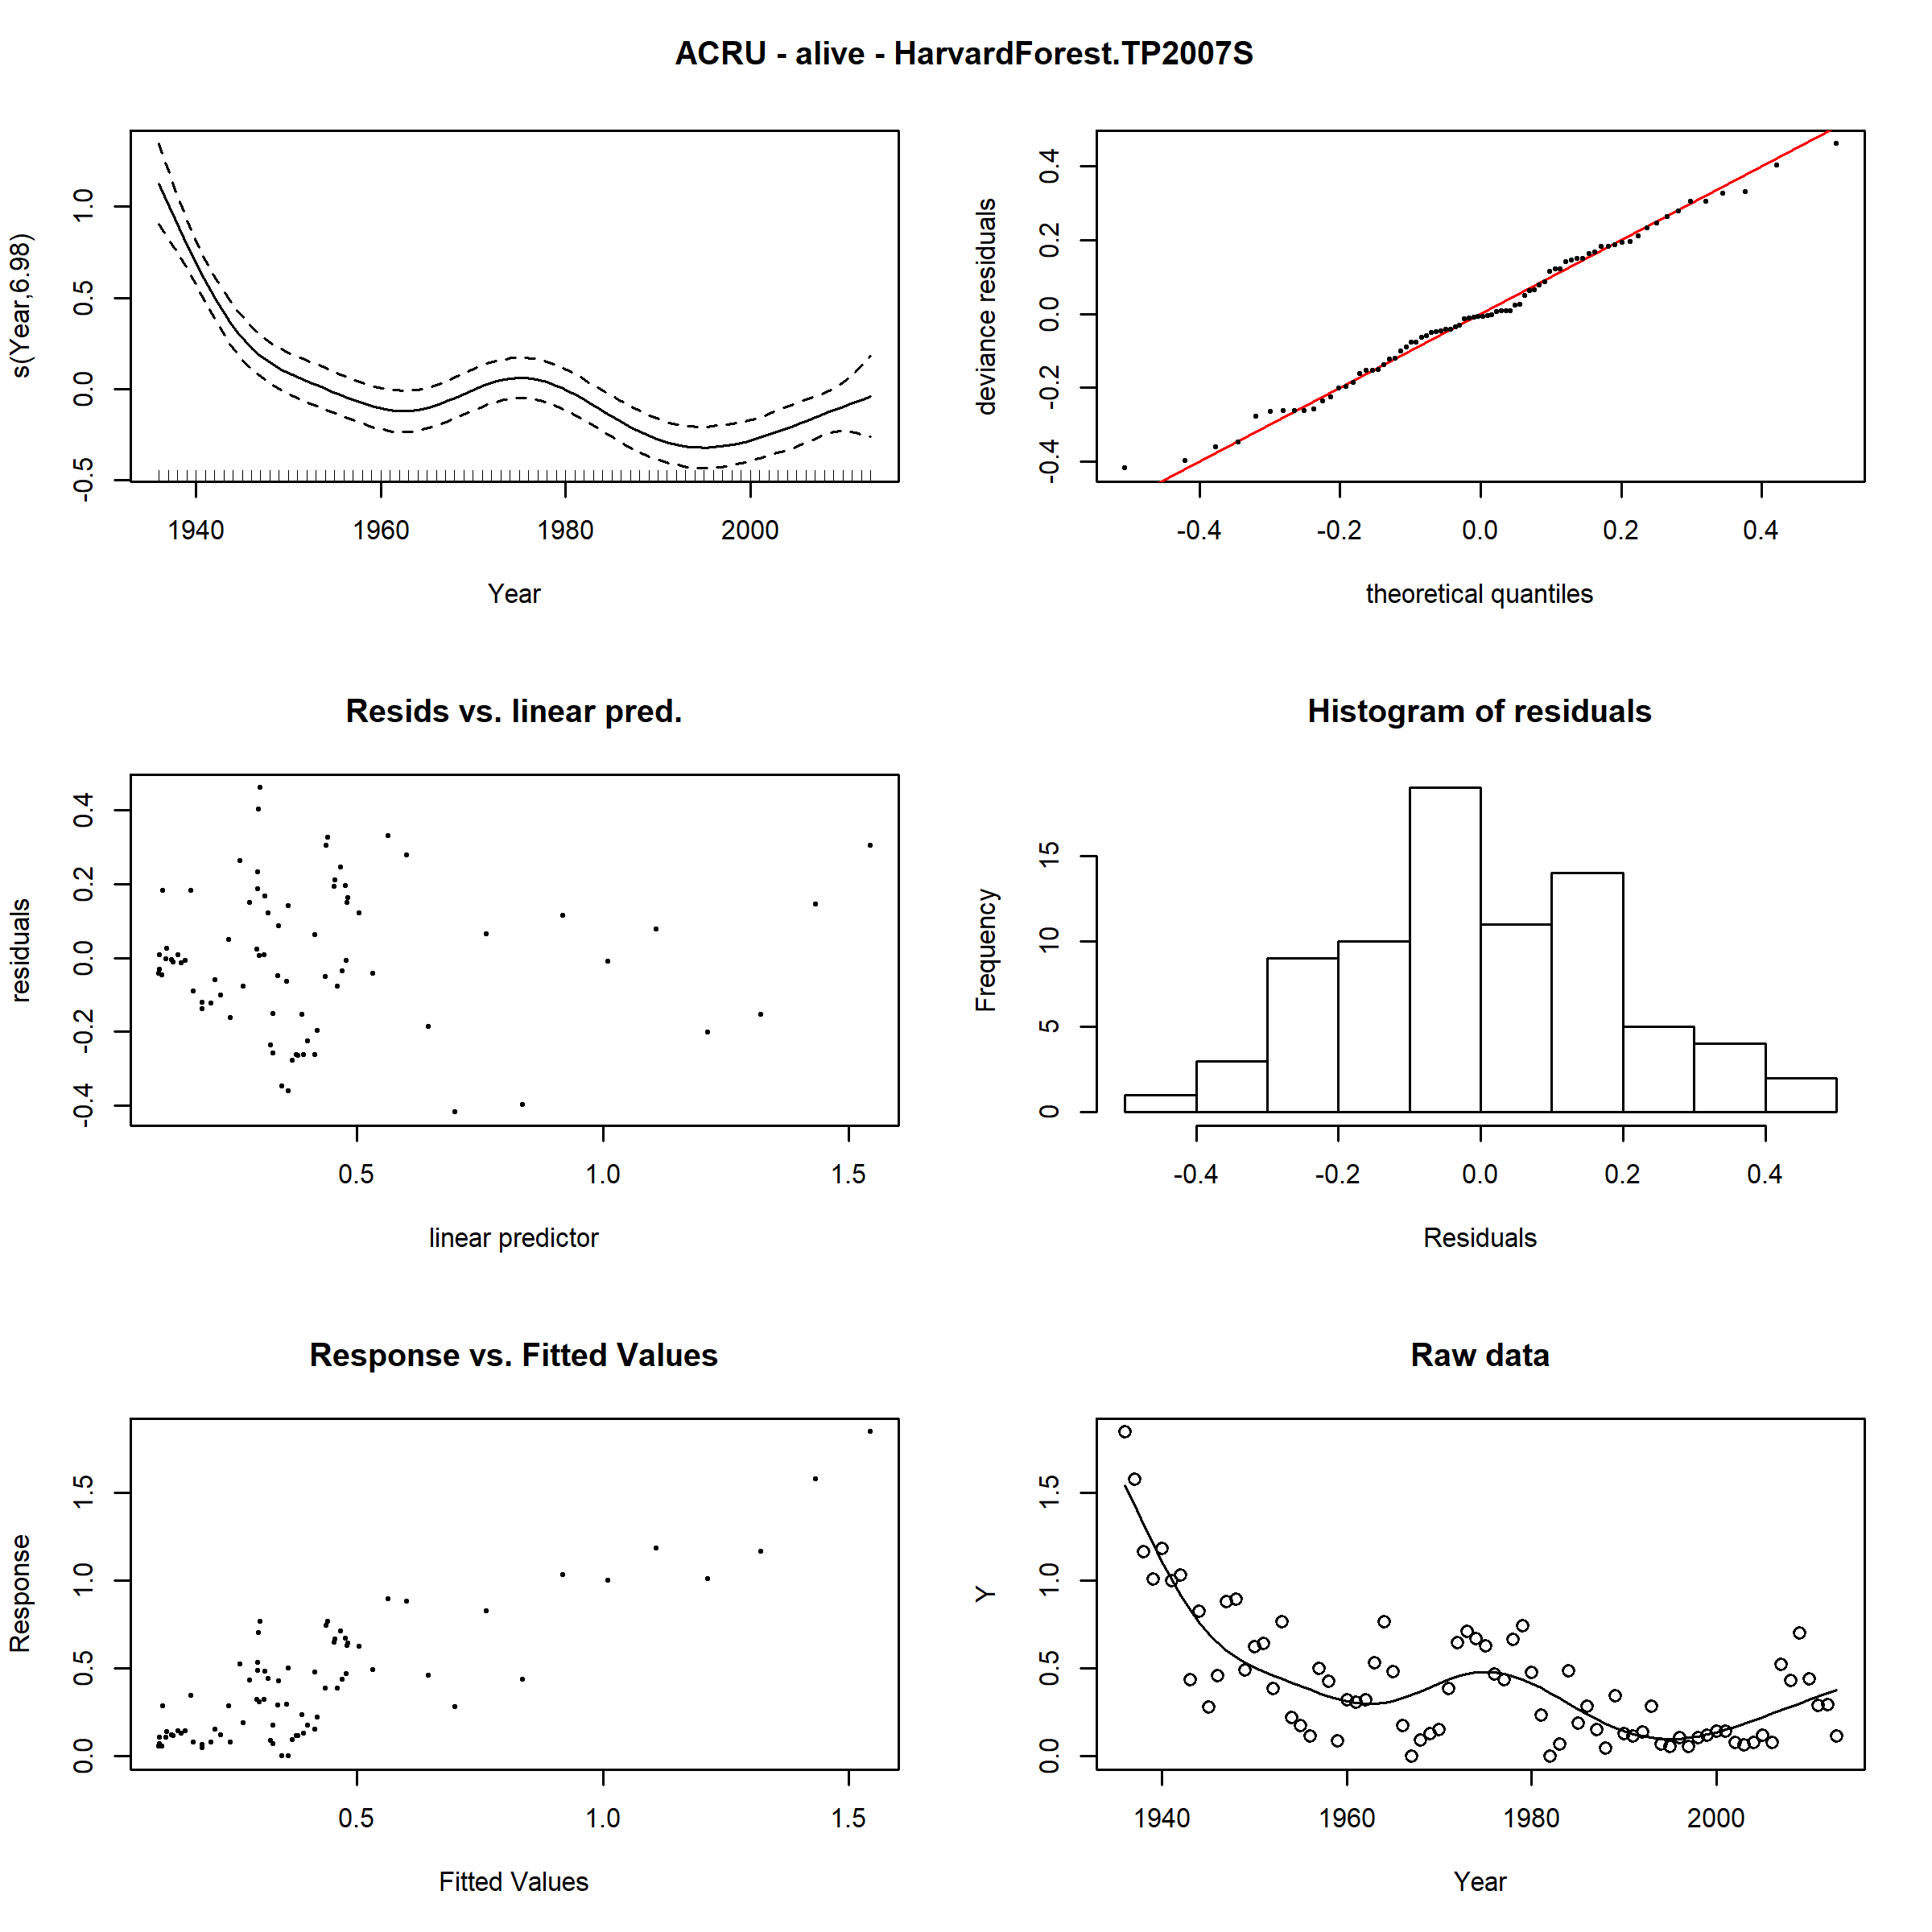 ACRU - alive - HarvardForest.TP2007S
s(Year,6.98)
-0.5 0.0 0.5 1.0
1940 1960 1980 2000
Year
deviance residuals
-0.4 -0.2 0.0 0.2 0.4
-0.4 -0.2 0.0 0.2 0.4
theoretical quantiles
Resids vs. linear pred.
residuals
-0.4 -0.2 0.0 0.2 0.4
0.5 1.0 1.5
linear predictor
Histogram of residuals
Frequency
0 5 10 15
-0.4 -0.2 0.0 0.2 0.4
Residuals
Response vs. Fitted Values
Response
0.0 0.5 1.0 1.5
0.5 1.0 1.5
Fitted Values
Raw data
Y
0.0 0.5 1.0 1.5
1940 1960 1980 2000
Year